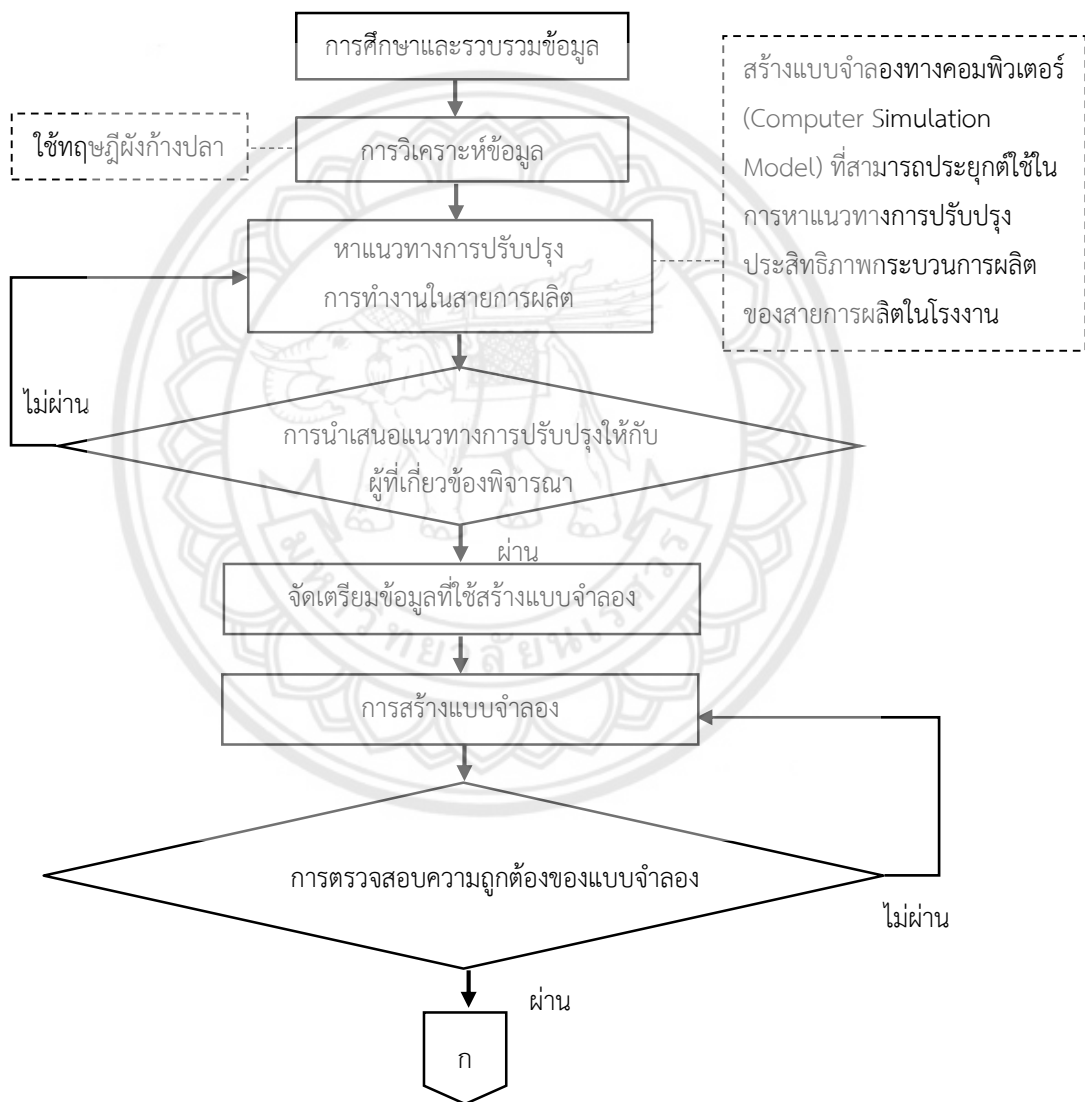 การศึกษาและรวบรวมข้อมูล
ใช้ทฤษฎีผังก้างปลา
การวิเคราะห์ข้อมูล
สร้างแบบจำลองทางคอมพิวเตอร์
(Computer Simulation
Model) ที่สามารถประยุกต์ใช้ใน
การหาแนวทางการปรับปรุง
ประสิทธิภาพกระบวนการผลิต
ของสายการผลิตในโรงงาน
หาแนวทางการปรับปรุง
การทำงานในสายการผลิต
ไม่ผ่าน
การนำเสนอแนวทางการปรับปรุงให้กับ
ผู้ที่เกี่ยวข้องพิจารณา
ผ่าน
จัดเตรียมข้อมูลที่ใช้สร้างแบบจำลอง
มหาวิทยาลัยนเรศวร
การสร้างแบบจำลอง
การตรวจสอบความถูกต้องของแบบจำลอง
ไม่ผ่าน
ผ่าน
ก